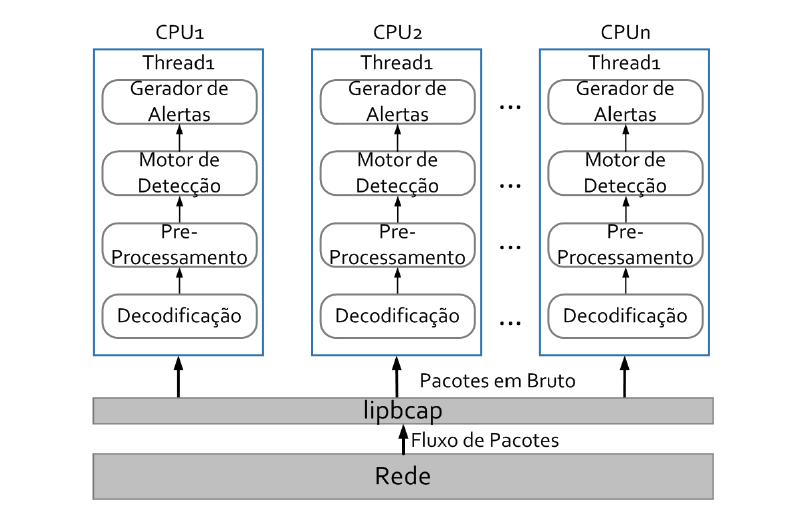 CPU1
CPU2
CPUn
Thread1
Thread1
Thread1
Gerador de
Alertas
Gerador de
Alertas
...
Gerador de
Alertas
Motor de
Detecção
Motor de
Detecção
...
Motor de
Detecção
Pre-
Processamento
Pre-
Processamento
...
Pre-
Processamento
Decodificação
Decodificação
...
Decodificação
Pacotes em Bruto
lipbcap
Fluxo de Pacotes
Rede